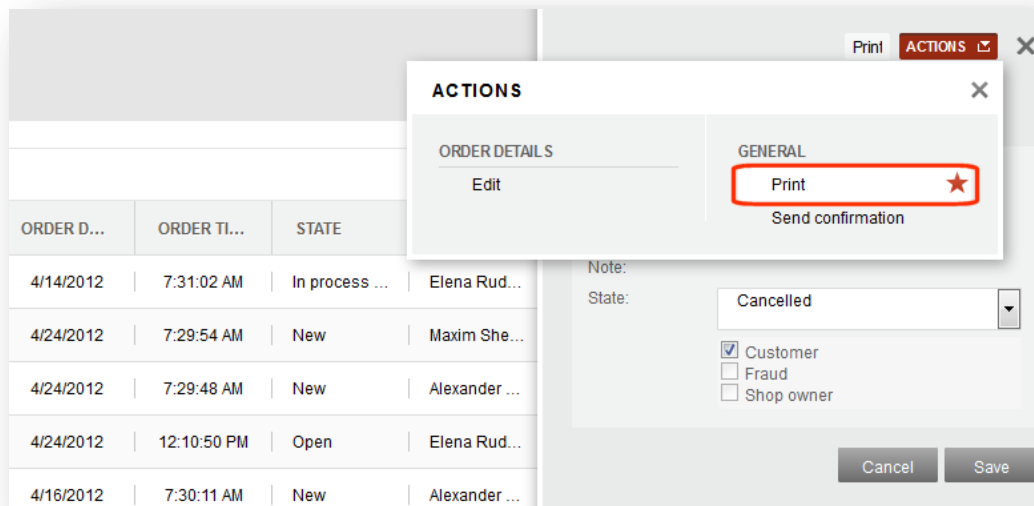 Print ACTIONS
ACTIONS
ORDER DETAILS
Edit
GENERAL
Print
Send confirmation
ORDER D... ORDER TI... STATE
4/14/2012 7:31:02 AM In process ... Elena Rud...
4/24/2012 7:29:54 AM New Maxim She...
4/24/2012 7:29:48 AM New Alexander ...
4/24/2012 12:10:50 PM Open Elena Rud...
4/16/2012 7:30:11 AM New Alexander ...
Note:
State: Cancelled
Customer
Fraud
Shop owner
Cancel Save